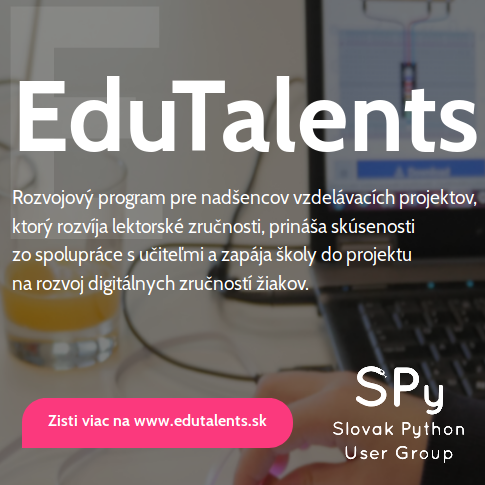 EduTalents
Rozvojový program pre nadšencov vzdelávacích projektov,
ktorý rozvíja lektorské zručnosti, prináša skúsenosti
zo spolupráce s učiteľmi a zapája školy do projektu
na rozvoj digitálnych zručností žiakov.
Zisti viac na www.edutalents.sk
SPy
Slovak Python
User Group